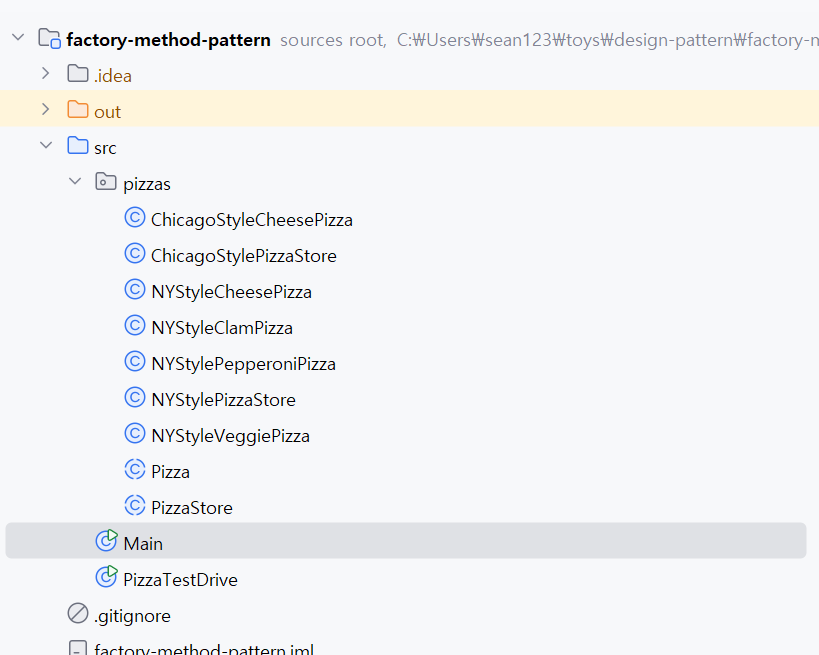 factory-method-pattern sources root, C:₩Users₩sean123₩toys₩design-pattern₩factory-m
.idea
out
src
pizzas
ChicagoStyleCheesePizza
ChicagoStylePizzaStore
NYStyleCheesePizza
NYStyleClamPizza
NYStylePepperoniPizza
NYStylePizzaStore
NYStyleVeggiePizza
Pizza
PizzaStore
Main
PizzaTestDrive
.gitignore
factory-method-pattern.iml